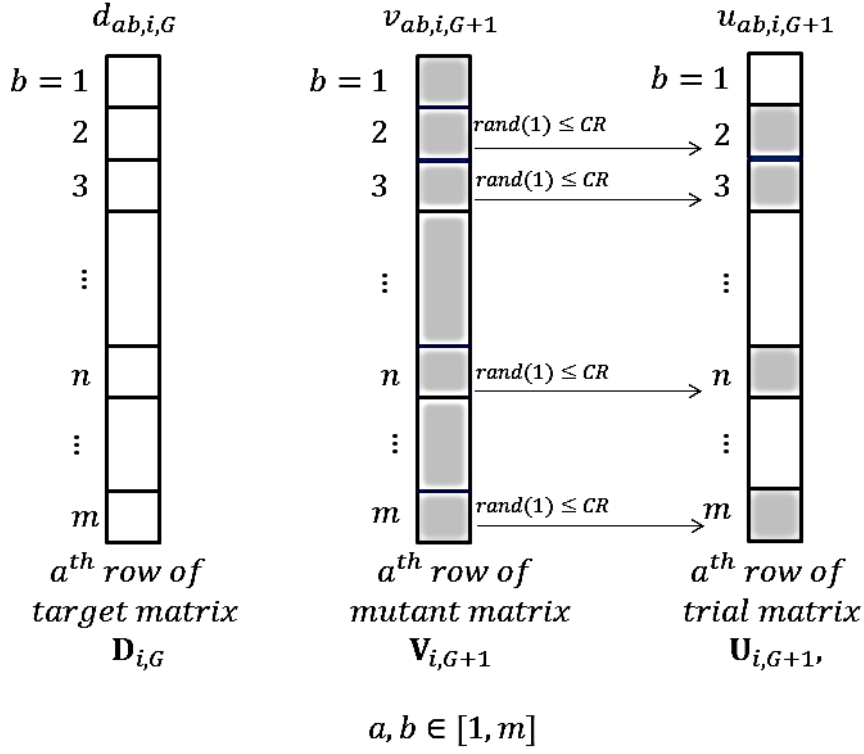 d_{ab,i,G} v_{ab,i,G+1} u_{ab,i,G+1}
b = 1 b = 1 b = 1
2 2 rand(1) ≤ CR 2
3 3 rand(1) ≤ CR 3
⋮ ⋮ ⋮
n n rand(1) ≤ CR n
⋮ ⋮ ⋮
m m rand(1) ≤ CR m
a^{th} row of a^{th} row of a^{th} row of
target matrix mutant matrix trial matrix
D_{i,G} V_{i,G+1} U_{i,G+1},
a, b ∈ [1, m]